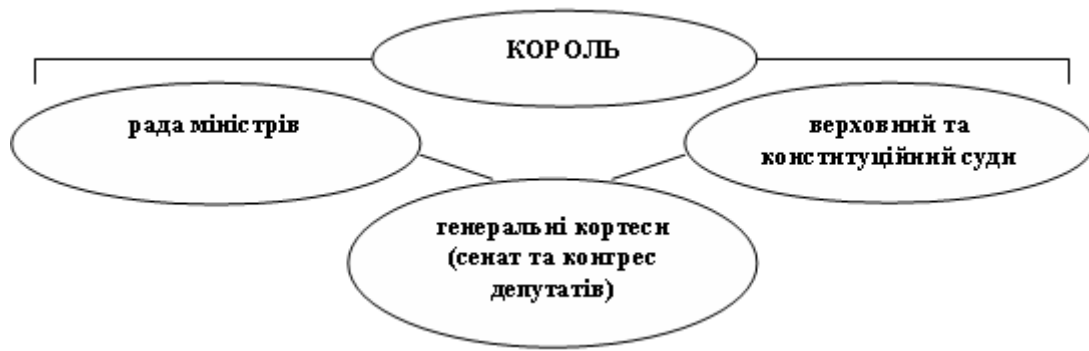 КОРОЛЬ
рада міністрів
верховний та
конституційний суди
генеральні кортеси
(сенат та конгрес
депутатів)